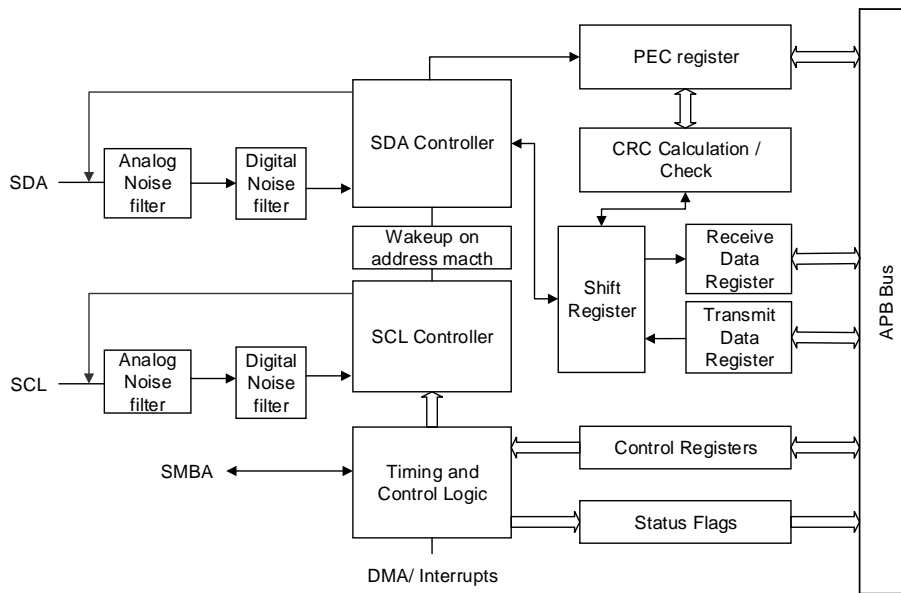 PEC register
SDA Controller
CRC Calculation /
Check
Analog
Noise
filter
Digital
Noise
filter
SDA
Wakeup on
address macth
Shift
Register
Receive
Data
Register
Transmit
Data
Register
APB Bus
SCL Controller
Analog
Noise
filter
Digital
Noise
filter
SCL
Timing and
Control Logic
SMBA
Control Registers
Status Flags
DMA/ Interrupts